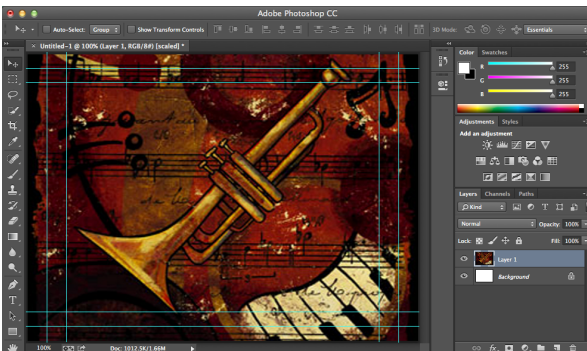 Adobe Photoshop CC
Auto-Select: Group Show Transform Controls 3D Mode: Essentials
× Untitled-1 @ 100% (Layer 1, RGB/8#) [scaled] *
Color Swatches
R 255
G 255
B 255
Adjustments Styles
Add an adjustment
Layers Channels Paths
Kind
Normal Opacity: 100%
Lock: Fill: 100%
Layer 1
Background
100% Doc: 1012.5K/1.66M